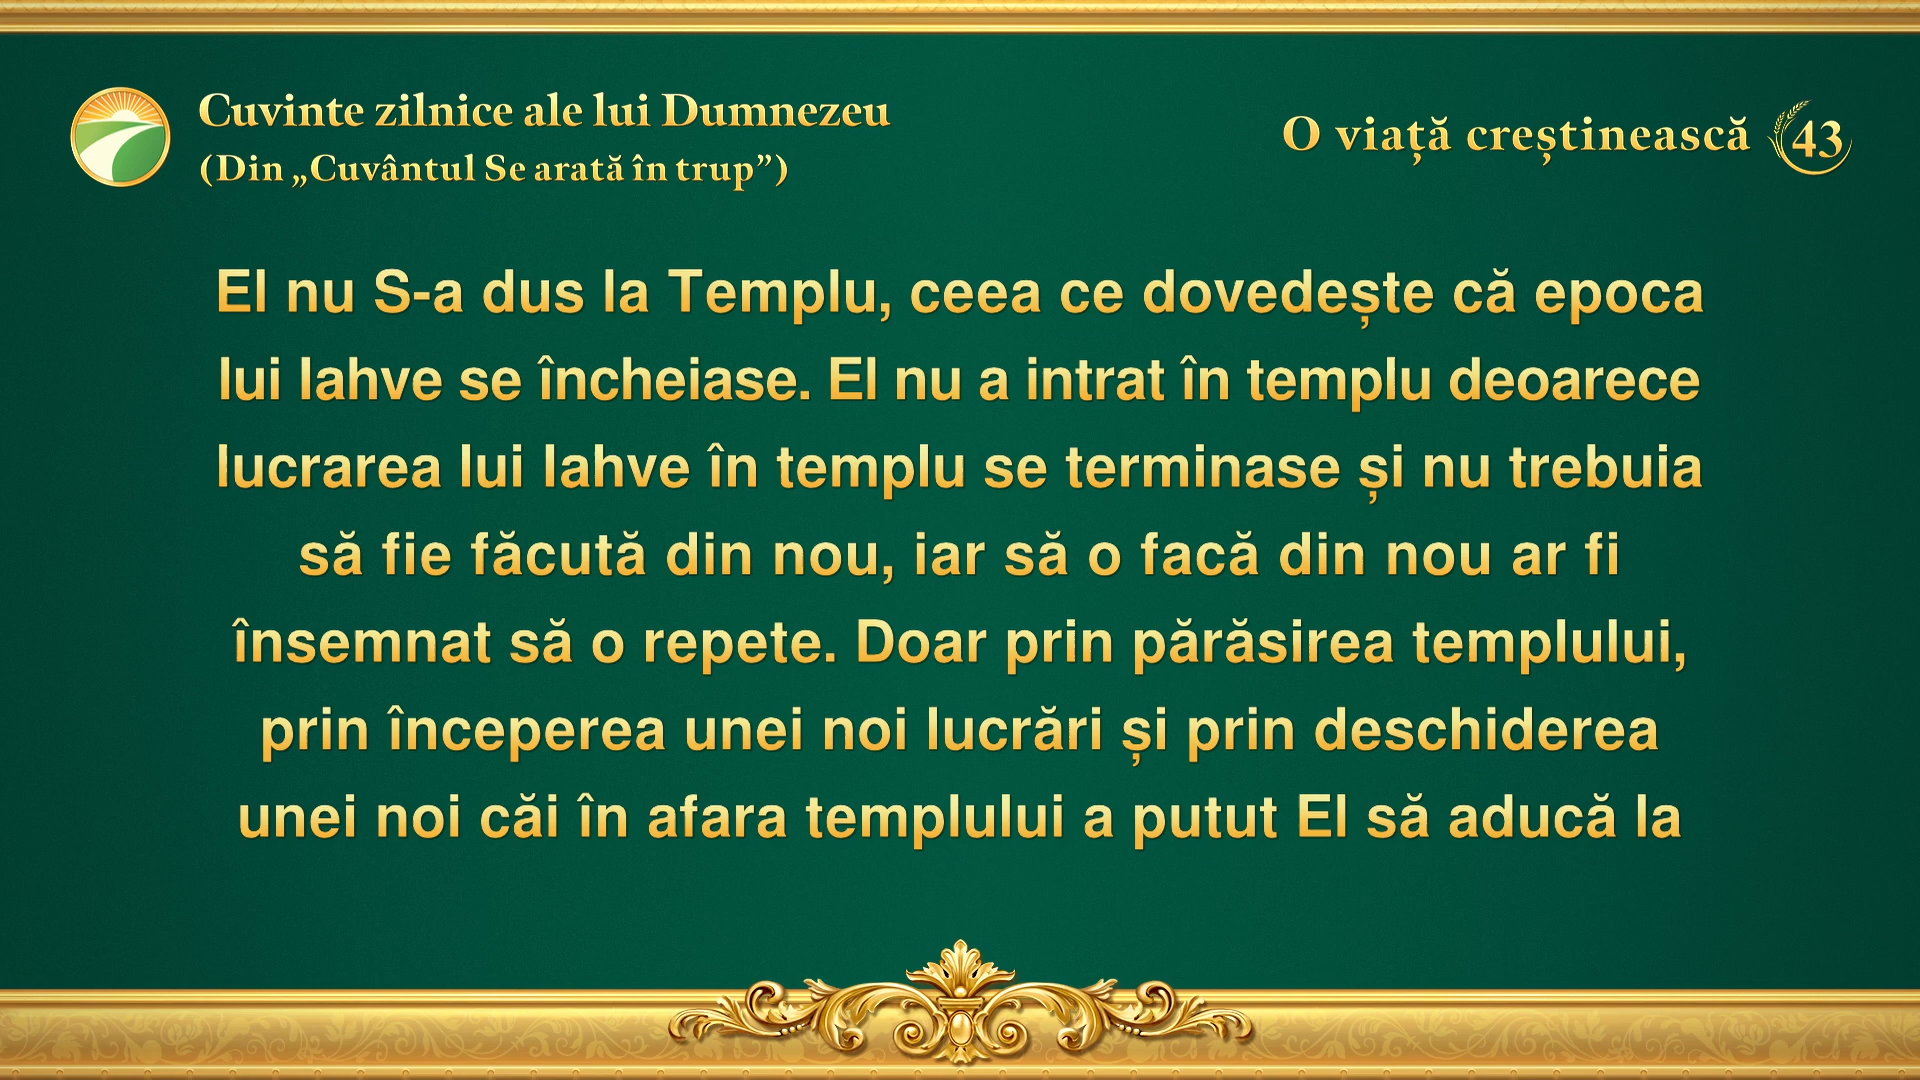 Cuvinte zilnice ale lui Dumnezeu
(Din „Cuvântul Se arată în trup”)
O viață creștinească 43
El nu S-a dus la Templu, ceea ce dovedește că epoca
lui Iahve se încheiase. El nu a intrat în templu deoarece
lucrarea lui Iahve în templu se terminase și nu trebuia
să fie făcută din nou, iar să o facă din nou ar fi
însemnat să o repete. Doar prin părăsirea templului,
prin începerea unei noi lucrări și prin deschiderea
unei noi căi în afara templului a putut El să aducă la